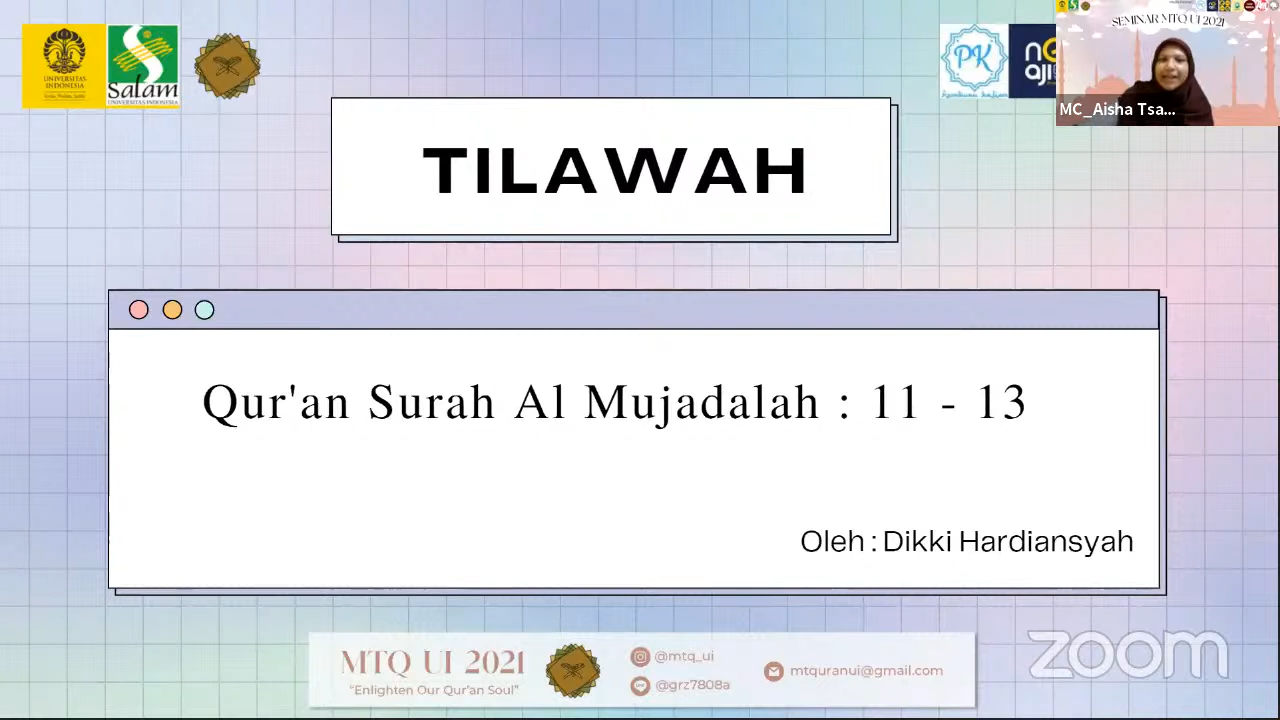 UNIVERSITAS
INDONESIA
Salam
UNIVERSITAS INDONESIA
PK
SEMINAR MTQ UI 2021
MC_Aisha Tsa...
TILAWAH
Qur'an Surah Al Mujadalah : 11 - 13
Oleh : Dikki Hardiansyah
MTQ UI 2021
"Enlighten Our Qur'an Soul"
@mtq_ui
@grz7808a
mtquranui@gmail.com
zoom